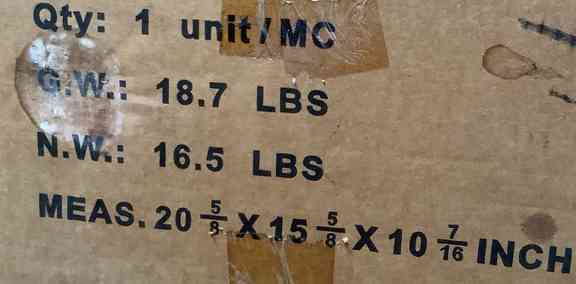 Qty: 1 unit/MC
G.W.: 18.7 LBS
N.W.: 16.5 LBS
MEAS. 20 5/8 X 15 5/8 X 10 7/16 INCH